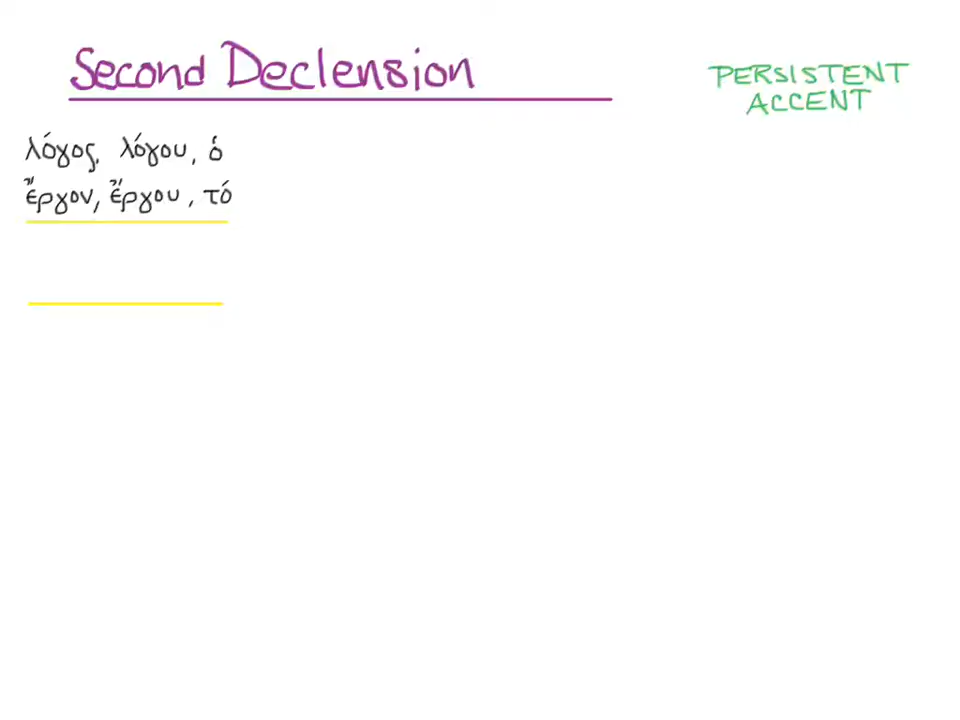 Second Declension
PERSISTENT
ACCENT
λόγος, λόγου, ὁ
ἔργον, ἔργου, τό